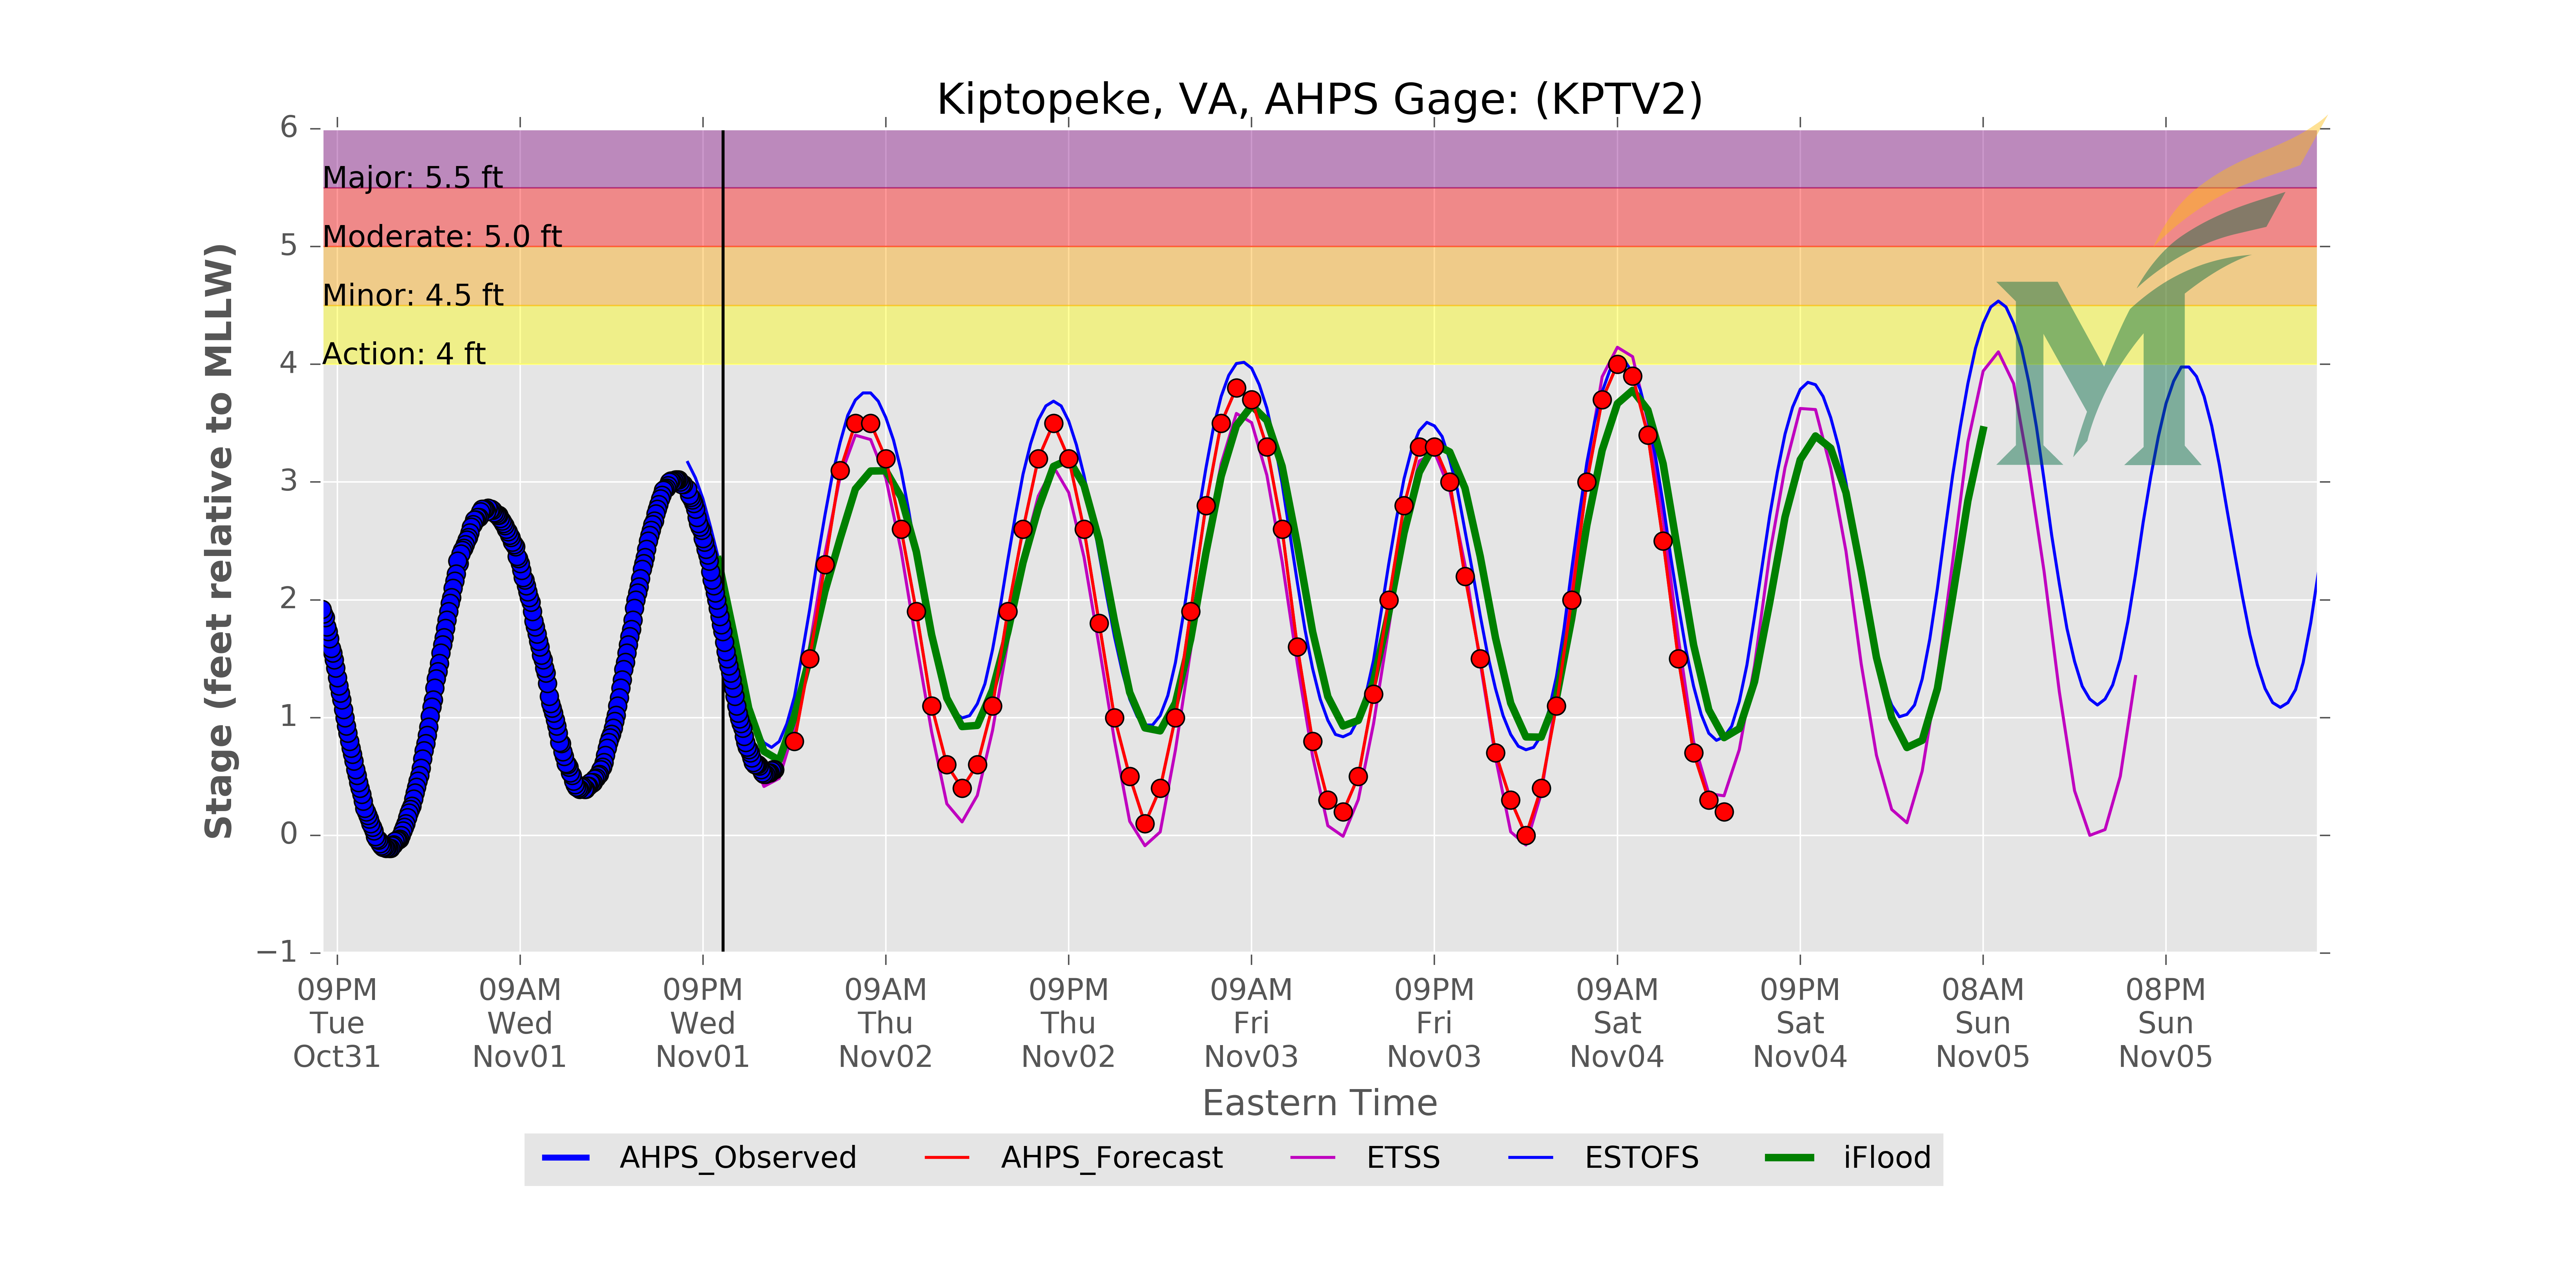 Kiptopeke, VA, AHPS Gage: (KPTV2)
6
5
4
3
2
1
0
−1
Stage (feet relative to MLLW)
Major: 5.5 ft
Moderate: 5.0 ft
Minor: 4.5 ft
Action: 4 ft
M
09PM 09AM 09PM 09AM 09PM 09AM 09PM 09AM 09PM 08AM 08PM
Tue Wed Wed Thu Thu Fri Fri Sat Sat Sun Sun
Oct31 Nov01 Nov01 Nov02 Nov02 Nov03 Nov03 Nov04 Nov04 Nov05 Nov05
Eastern Time
AHPS_Observed AHPS_Forecast ETSS ESTOFS iFlood